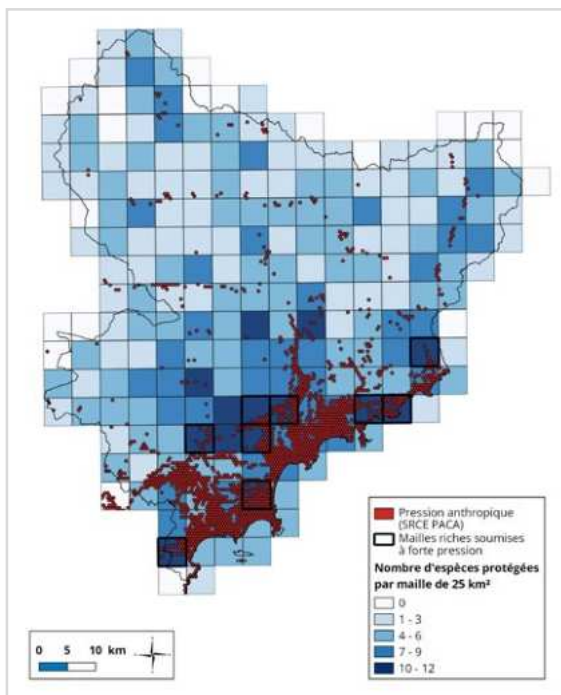 Pression anthropique
(SRCE PACA)
Mailles riches soumises
à forte pression
Nombre d'espèces protégées
par maille de 25 km²
0
1 - 3
4 - 6
7 - 9
10 - 12
0 5 10 km